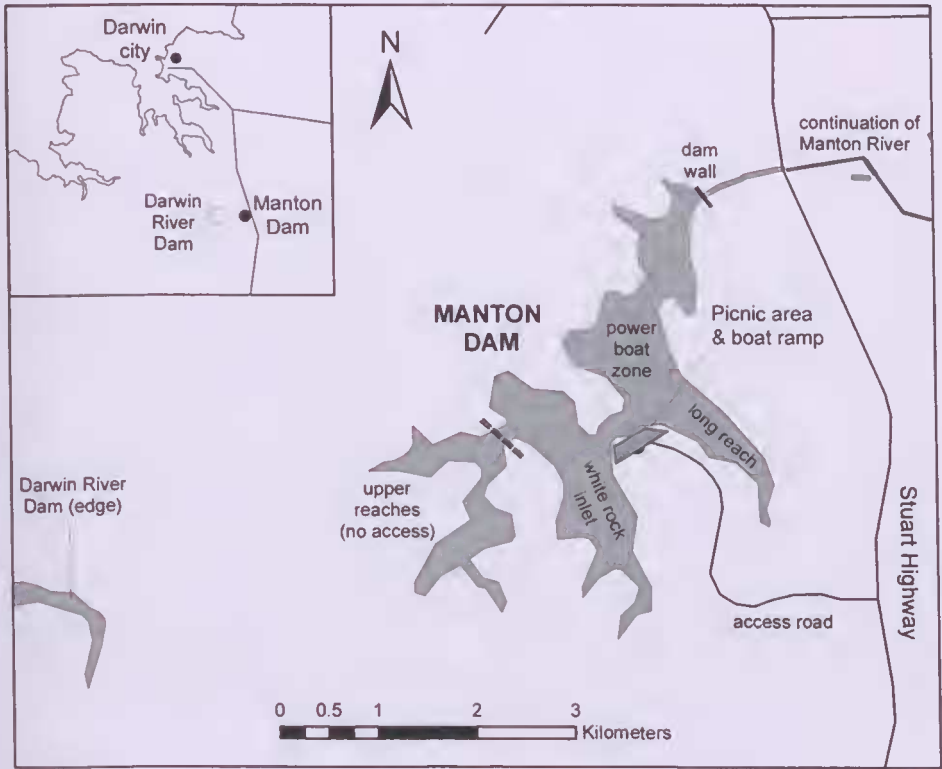 Darwin
city
Darwin
River
Dam
Manton
Dam
N
continuation of
Manton River
dam
wall
MANTON
DAM
Picnic area
& boat ramp
power
boat
zone
long reach
white rock
inlet
upper
reaches
(no access)
Darwin River
Dam (edge)
Stuart Highway
access road
0 0.5 1 2 3
Kilometers